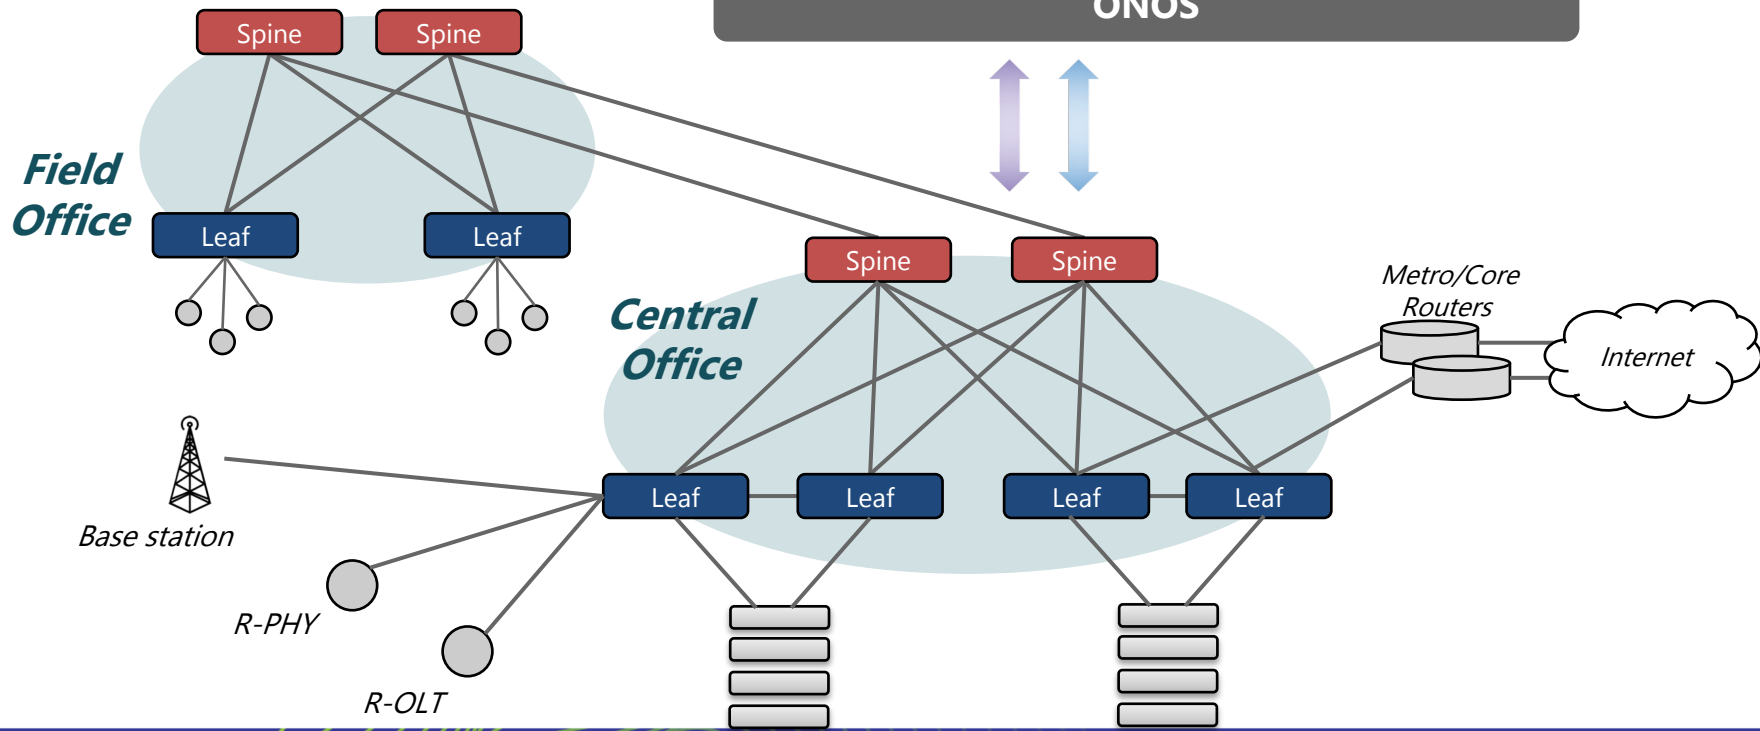 ONOS
Spine
Spine
Field
Office
Leaf
Leaf
Spine
Spine
Metro/Core
Routers
Central
Office
Internet
Leaf
Leaf
Leaf
Leaf
Base station
R-PHY
R-OLT